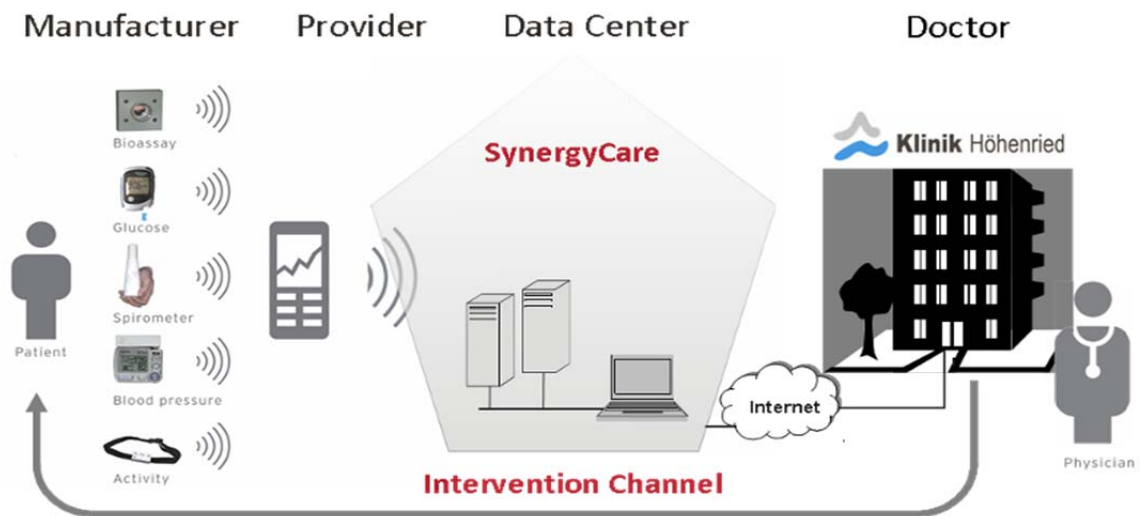 Manufacturer Provider Data Center Doctor
Bioassay
Glucose
Spirometer
Blood pressure
Activity
Patient
SynergyCare
Klinik Höhenried
Internet
Physician
Intervention Channel